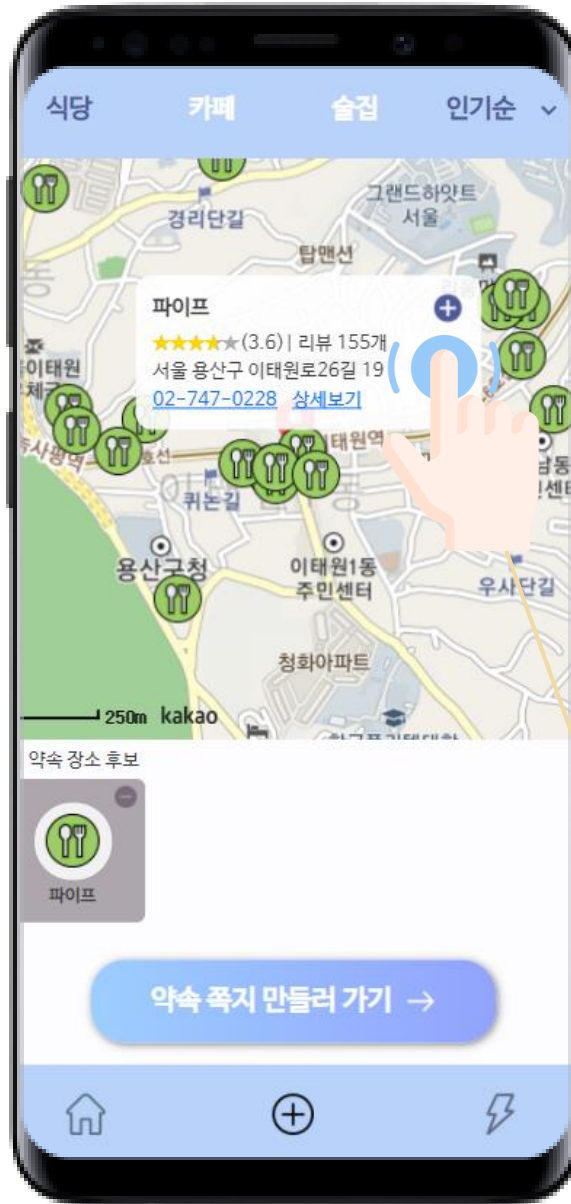 식당 카페 술집 인기순
그랜드하얏트
서울
경리단길
탑맨션
파이프
(3.6) | 리뷰 155개
서울 용산구 이태원로26길 19
02-747-0228 상세보기
이태원
태원역
호선
퀴논길
용산구청
이태원1동
주민센터
우사단길
청화아파트
250m kakao
약속 장소 후보
파이프
약속 쪽지 만들러 가기 →